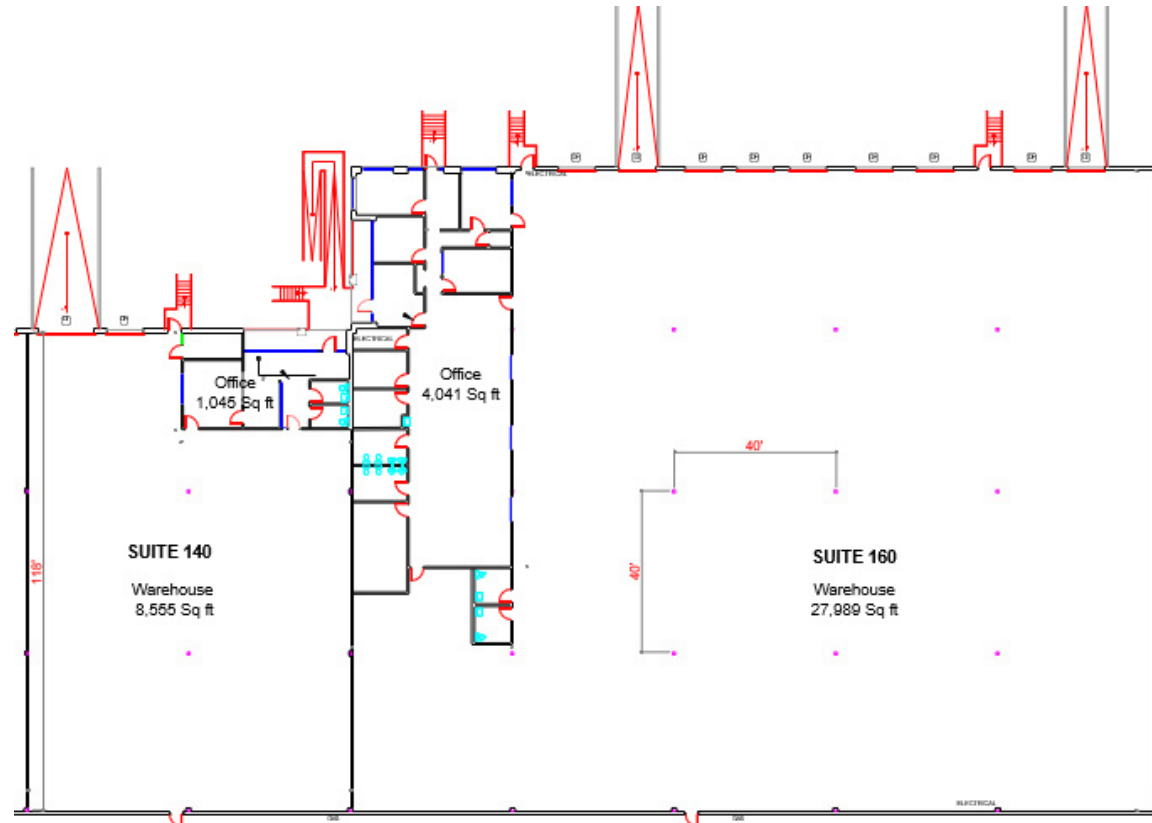 ELECTRICAL
ELECTRICAL
Office
1,045 Sq ft
Office
4,041 Sq ft
40'
SUITE 140
Warehouse
8,555 Sq ft
118'
40'
SUITE 160
Warehouse
27,989 Sq ft
ELECTRICAL